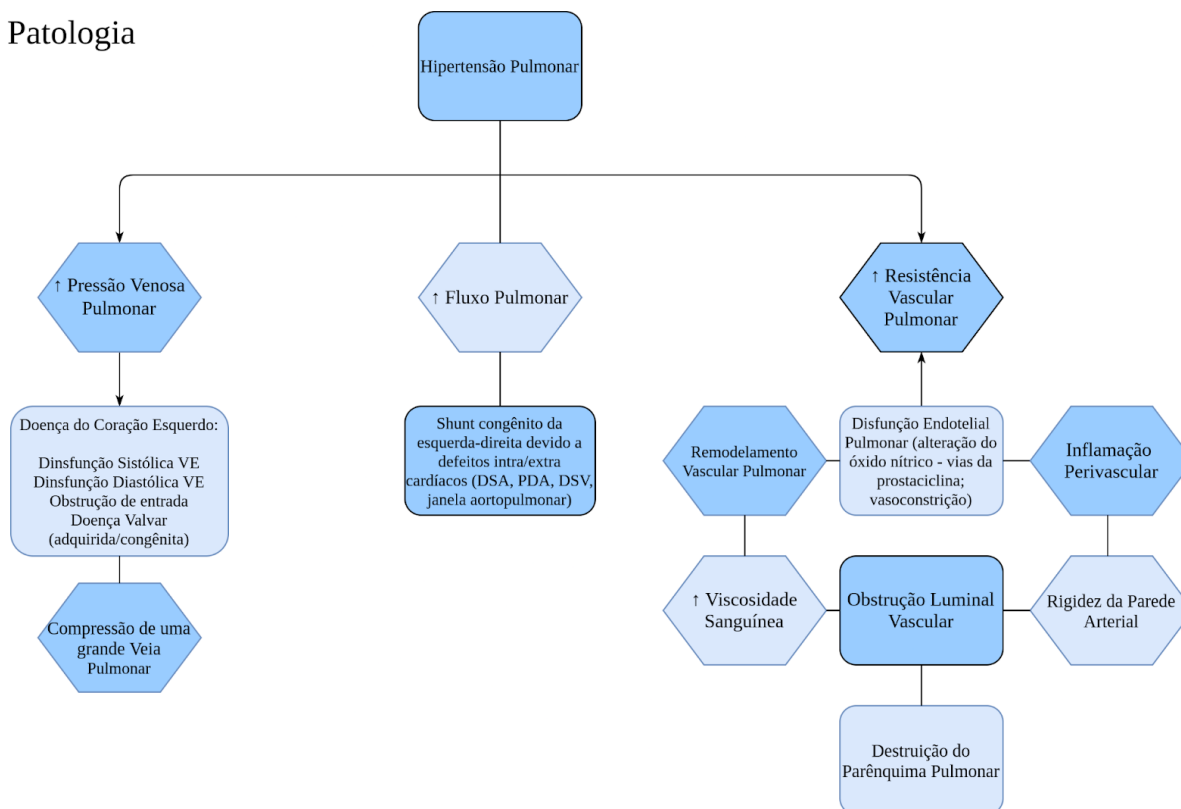 Patologia
Hipertensão Pulmonar
↑ Pressão Venosa
Pulmonar
↑ Fluxo Pulmonar
↑ Resistência
Vascular
Pulmonar
Doença do Coração Esquerdo:
Dinsfunção Sistólica VE
Dinsfunção Diastólica VE
Obstrução de entrada
Doença Valvar
(adquirida/congênita)
Shunt congênito da
esquerda-direita devido a
defeitos intra/extra
cardíacos (DSA, PDA, DSV,
janela aortopulmonar)
Remodelamento
Vascular Pulmonar
Disfunção Endotelial
Pulmonar (alteração do
óxido nítrico - vias da
prostaciclina;
vasoconstrição)
Inflamação
Perivascular
Compressão de uma
grande Veia
Pulmonar
↑ Viscosidade
Sanguínea
Obstrução Luminal
Vascular
Rigidez da Parede
Arterial
Destruição do
Parênquima Pulmonar